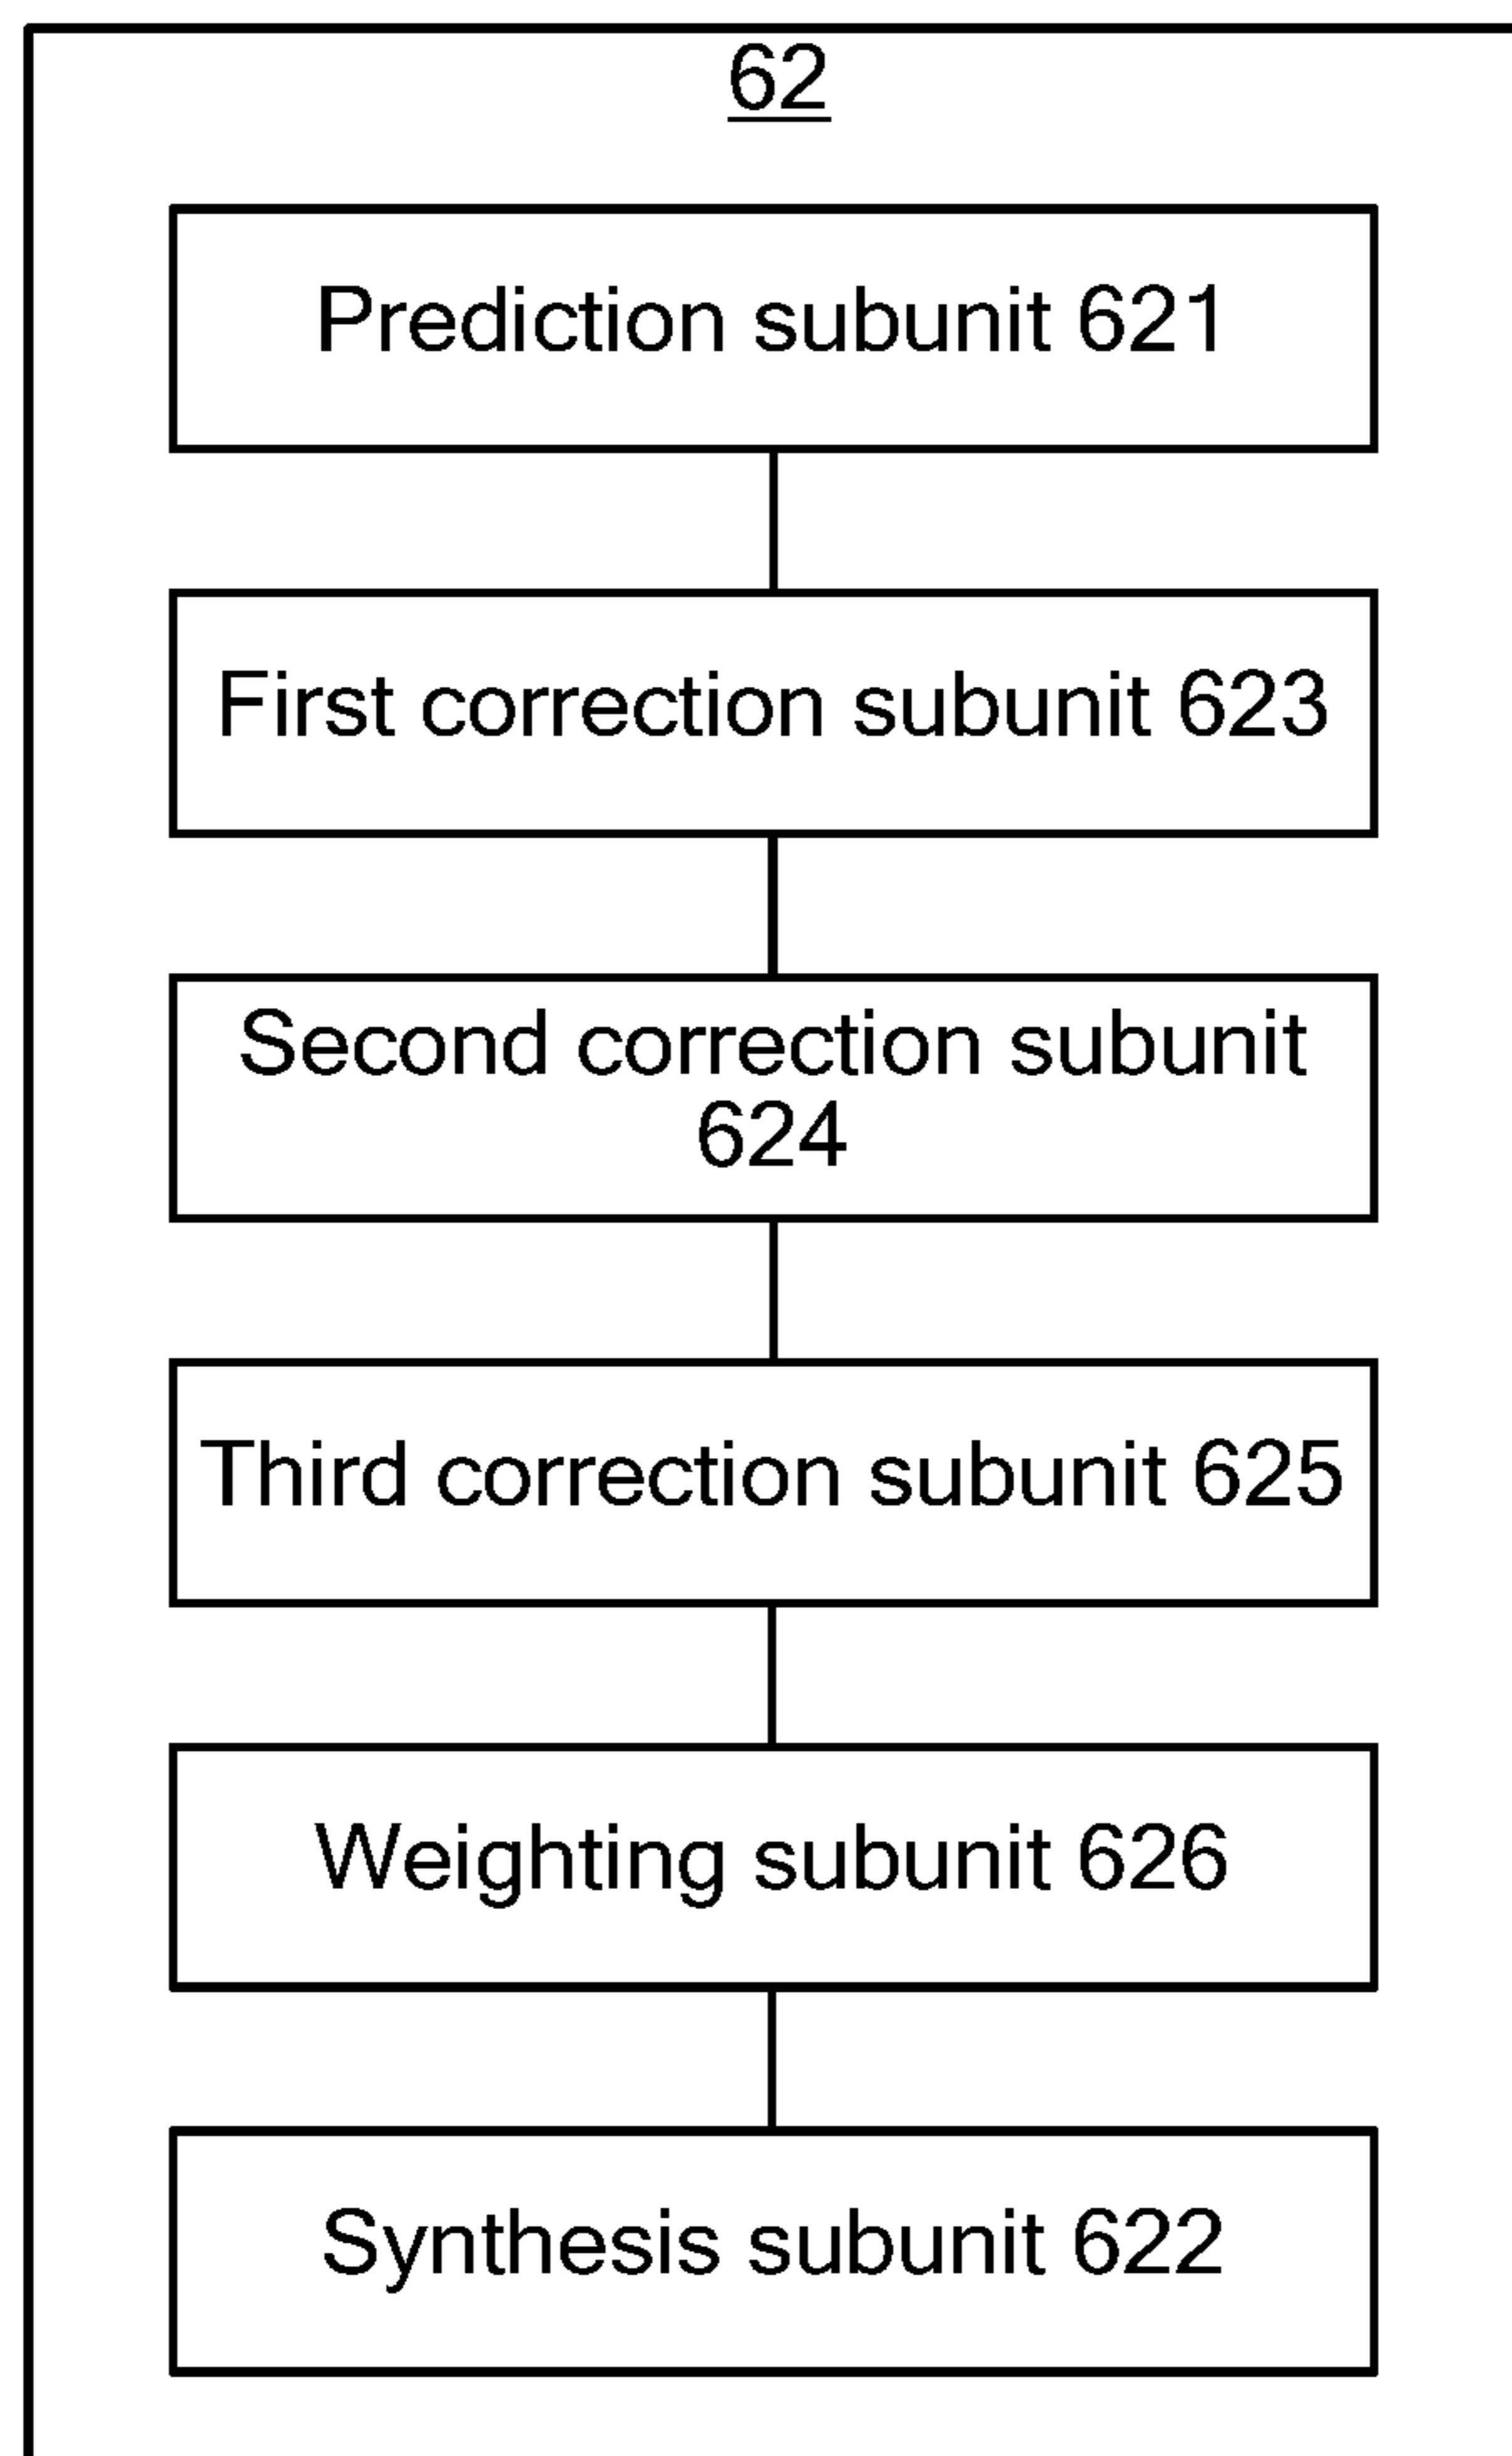 62
Prediction subunit 621
First correction subunit 623
Second correction subunit
624
Third correction subunit 625
Weighting subunit 626
Synthesis subunit 622